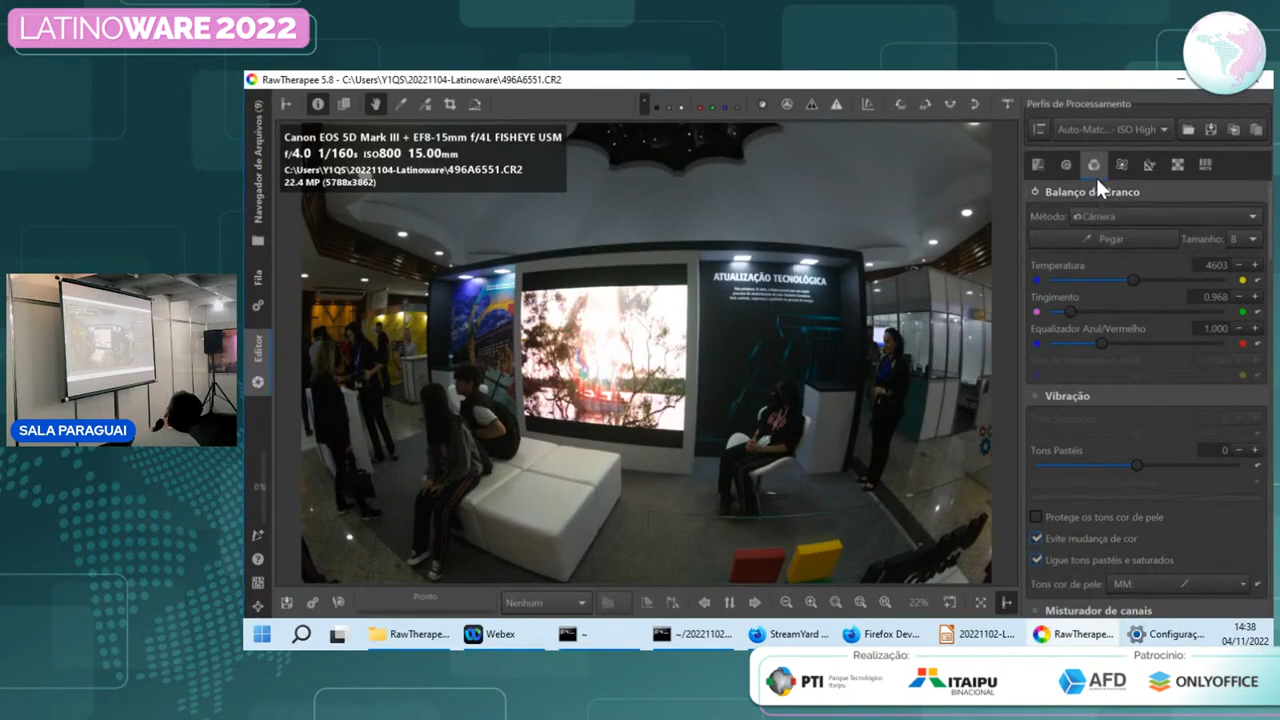 LATINOWARE 2022
RawTherapee 5.8 - C:\Users\Y1QS\20221104-Latinoware\496A6551.CR2
Perfis de Processamento
Auto-Matc... - ISO High
Canon EOS 5D Mark III + EF8-15mm f/4L FISHEYE USM
f/4.0 1/160s ISO800 15.00mm
C:\Users\Y1QS\20221104-Latinoware\496A6551.CR2
22.4 MP (5788x3862)
Navegador de Arquivos (9)
Fila
Editor
0%
ATUALIZAÇÃO TECNOLÓGICA
Balanço de Branco
Método: Câmera
Pegar Tamanho: 8
Temperatura 4603
Tingimento 0.968
Equalizador Azul/Vermelho 1.000
Vibração
Tons Pastéis 0
Protege os tons cor de pele
Evite mudança de cor
Ligue tons pastéis e saturados
Tons cor de pele: MM:
Misturador de canais
SALA PARAGUAI
Pronto
Nenhum
22%
RawTherape...
Webex
~
~/20221102...
StreamYard ...
Firefox Dev...
20221102-L...
RawTherape...
Configuraç...
14:38
04/11/2022
Realização:
Patrocínio:
PTI Parque Tecnológico
Itaipu
ITAIPU
BINACIONAL
AFD
ONLYOFFICE